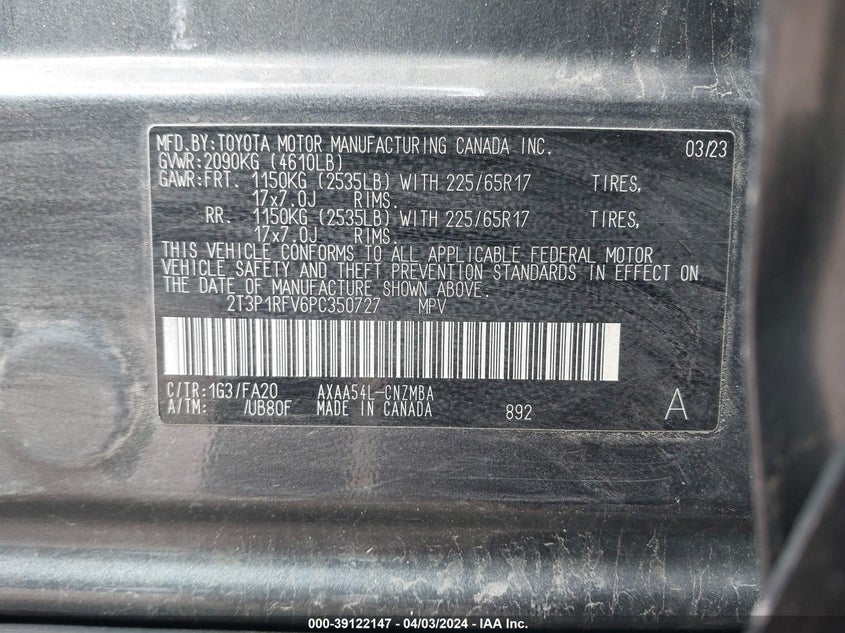 MFD.BY:TOYOTA MOTOR MANUFACTURING CANADA INC. 03/23
GVWR:2090KG (4610LB)
GAWR:FRT. 1150KG (2535LB) WITH 225/65R17 TIRES,
17x7.0J RIMS.
RR. 1150KG (2535LB) WITH 225/65R17 TIRES,
17x7.0J RIMS.
THIS VEHICLE CONFORMS TO ALL APPLICABLE FEDERAL MOTOR
VEHICLE SAFETY AND THEFT PREVENTION STANDARDS IN EFFECT ON
THE DATE OF MANUFACTURE SHOWN ABOVE.
2T3P1RFV6PC350727 MPV
C/TR:1G3/FA20 AXAA54L-CNZMBA
A/TM: /UB80F MADE IN CANADA 892 A
000-39122147 - 04/03/2024 - IAA Inc.